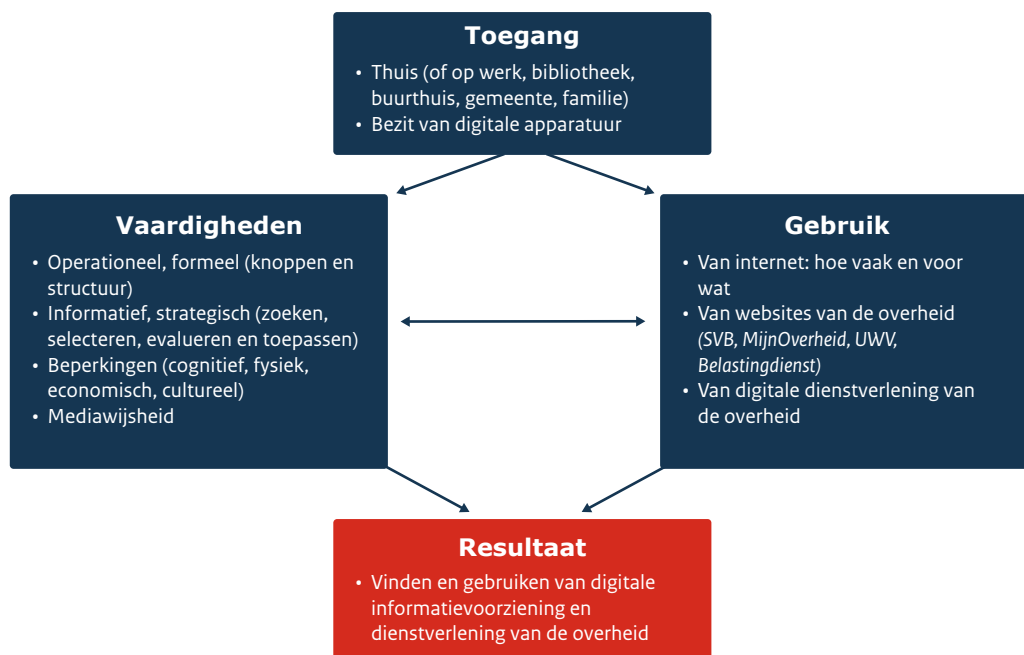 Toegang
• Thuis (of op werk, bibliotheek,
buurthuis, gemeente, familie)
• Bezit van digitale apparatuur
Vaardigheden
• Operationeel, formeel (knoppen en
structuur)
• Informatief, strategisch (zoeken,
selecteren, evalueren en toepassen)
• Beperkingen (cognitief, fysiek,
economisch, cultureel)
• Mediawijsheid
Gebruik
• Van internet: hoe vaak en voor
wat
• Van websites van de overheid
(SVB, MijnOverheid, UWV,
Belastingdienst)
• Van digitale dienstverlening van
de overheid
Resultaat
• Vinden en gebruiken van digitale
informatievoorziening en
dienstverlening van de overheid